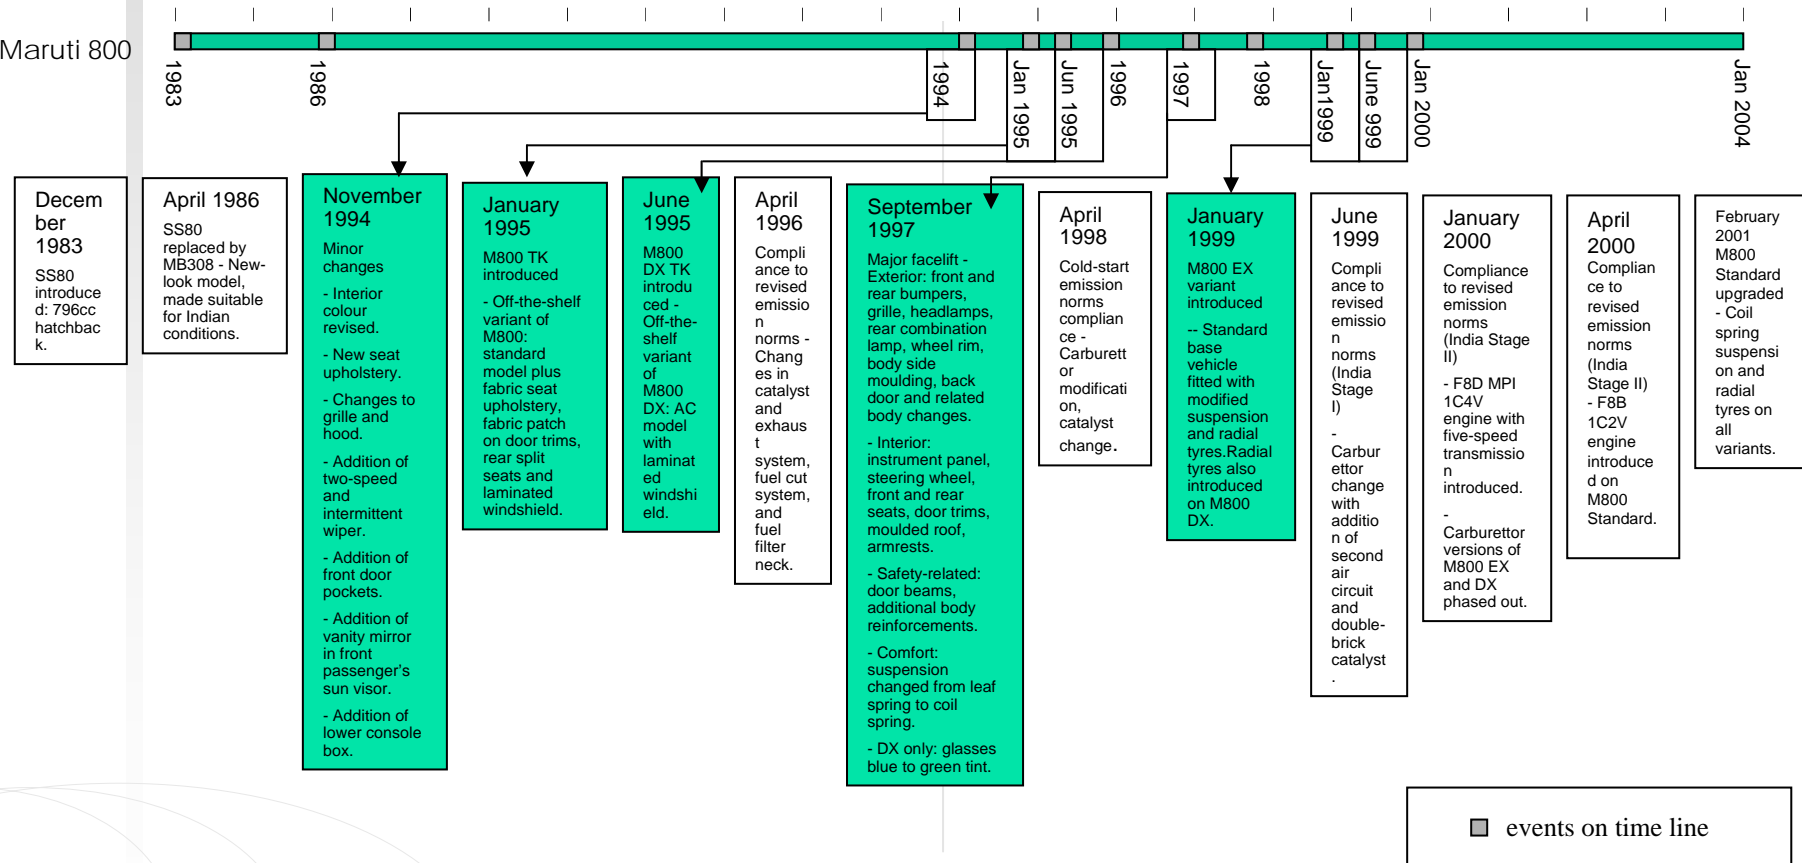 Maruti 800
1983
1986
1994
Jan 1995
Jun 1995
1996
1997
1998
Jan1999
June 999
Jan 2000
Jan 2004
Decem
ber
1983
SS80
introduce
d: 796cc
hatchbac
k.
April 1986
SS80
replaced by
MB308 - New-
look model,
made suitable
for Indian
conditions.
November
1994
Minor
changes
- Interior
colour
revised.
- New seat
upholstery.
- Changes to
grille and
hood.
- Addition of
two-speed
and
intermittent
wiper.
- Addition of
front door
pockets.
- Addition of
vanity mirror
in front
passenger's
sun visor.
- Addition of
lower console
box.
January
1995
M800 TK
introduced
- Off-the-shelf
variant of
M800:
standard
model plus
fabric seat
upholstery,
fabric patch
on door trims,
rear split
seats and
laminated
windshield.
June
1995
M800
DX TK
introdu
ced -
Off-the-
shelf
variant
of
M800
DX: AC
model
with
laminat
ed
windshi
eld.
April
1996
Compli
ance to
revised
emissio
n
norms -
Chang
es in
catalyst
and
exhaus
t
system,
fuel cut
system,
and
fuel
filter
neck.
September
1997
Major facelift -
Exterior: front and
rear bumpers,
grille, headlamps,
rear combination
lamp, wheel rim,
body side
moulding, back
door and related
body changes.
- Interior:
instrument panel,
steering wheel,
front and rear
seats, door trims,
moulded roof,
armrests.
- Safety-related:
door beams,
additional body
reinforcements.
- Comfort:
suspension
changed from leaf
spring to coil
spring.
- DX only: glasses
blue to green tint.
April
1998
Cold-start
emission
norms
complian
ce -
Carburett
or
modificati
on,
catalyst
change.
January
1999
M800 EX
variant
introduced
-- Standard
base
vehicle
fitted with
modified
suspension
and radial
tyres.Radial
tyres also
introduced
on M800
DX.
June
1999
Compli
ance to
revised
emissio
n
norms
(India
Stage
I)
-
Carbur
ettor
change
with
additio
n of
second
air
circuit
and
double-
brick
catalyst
.
January
2000
Compliance
to revised
emission
norms
(India Stage
II)
- F8D MPI
1C4V
engine with
five-speed
transmissio
n
introduced.
-
Carburettor
versions of
M800 EX
and DX
phased out.
April
2000
Complian
ce to
revised
emission
norms
(India
Stage II)
- F8B
1C2V
engine
introduce
d on
M800
Standard.
February
2001
M800
Standard
upgraded
- Coil
spring
suspensi
on and
radial
tyres on
all
variants.
events on time line